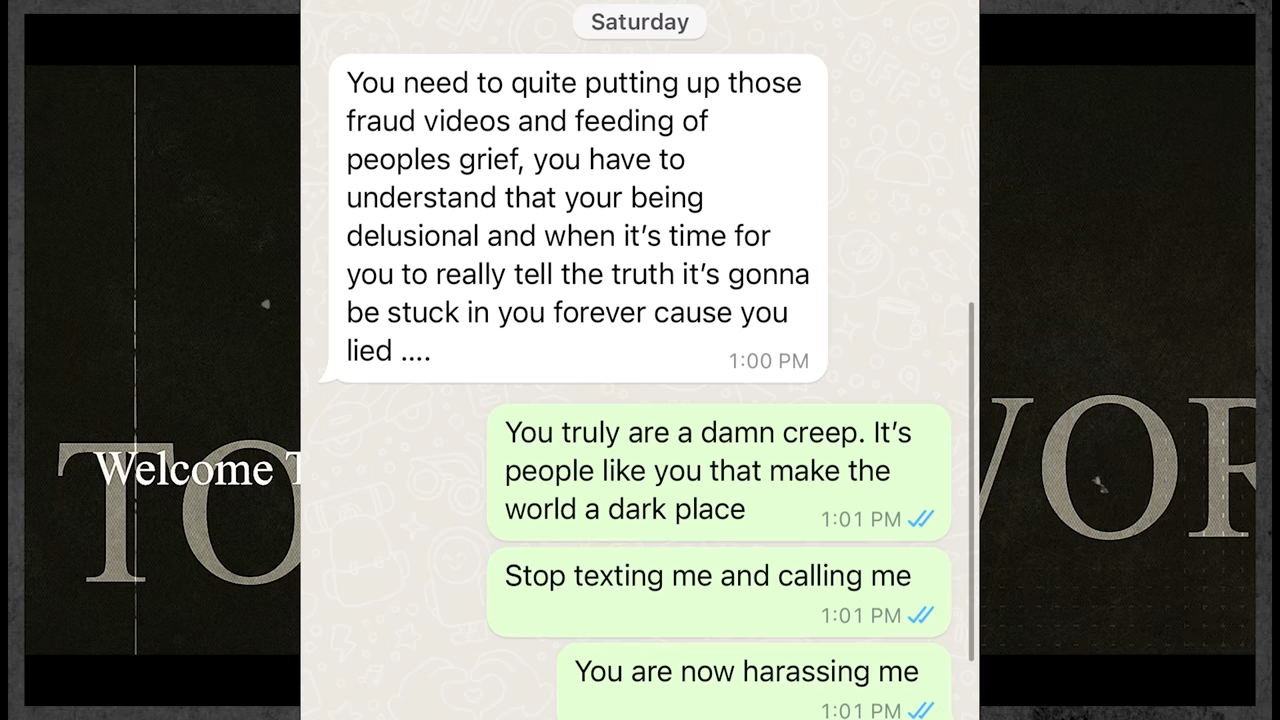 Saturday
You need to quite putting up those
fraud videos and feeding of
peoples grief, you have to
understand that your being
delusional and when it's time for
you to really tell the truth it's gonna
be stuck in you forever cause you
lied ....
1:00 PM
You truly are a damn creep. It's
people like you that make the
world a dark place
1:01 PM
Stop texting me and calling me
1:01 PM
You are now harassing me
1:01 PM
Welcome T
TO
WOR